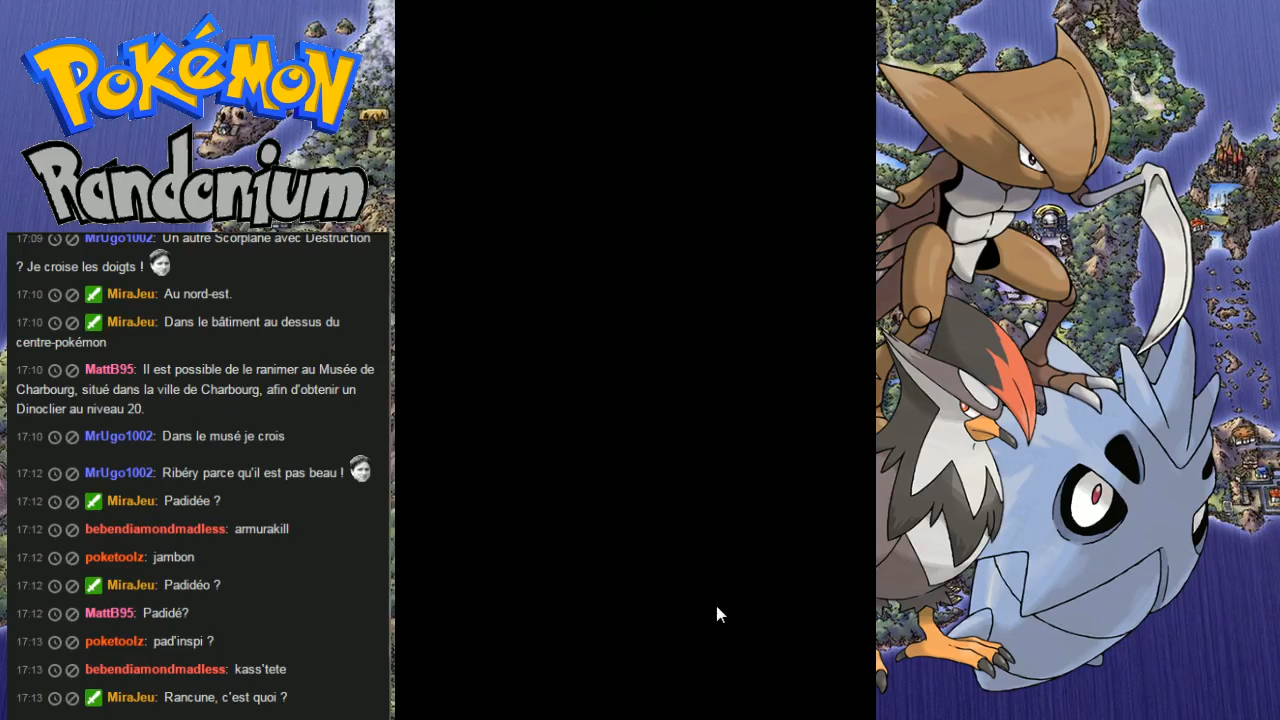 POKÉMON
Randonium
17:09 MrUgo1002: Un autre Scorplane avec Destruction
? Je croise les doigts !
17:10 MiraJeu: Au nord-est.
17:10 MiraJeu: Dans le bâtiment au dessus du
centre-pokémon
17:10 MattB95: Il est possible de le ranimer au Musée de
Charbourg, situé dans la ville de Charbourg, afin d'obtenir un
Dinoclier au niveau 20.
17:10 MrUgo1002: Dans le musé je crois
17:12 MrUgo1002: Ribéry parce qu'il est pas beau !
17:12 MiraJeu: Padidée ?
17:12 bebendiamondmadless: armurakill
17:12 poketoolz: jambon
17:12 MiraJeu: Padidéo ?
17:12 MattB95: Padidé?
17:13 poketoolz: pad'inspi ?
17:13 bebendiamondmadless: kass'tete
17:13 MiraJeu: Rancune, c'est quoi ?